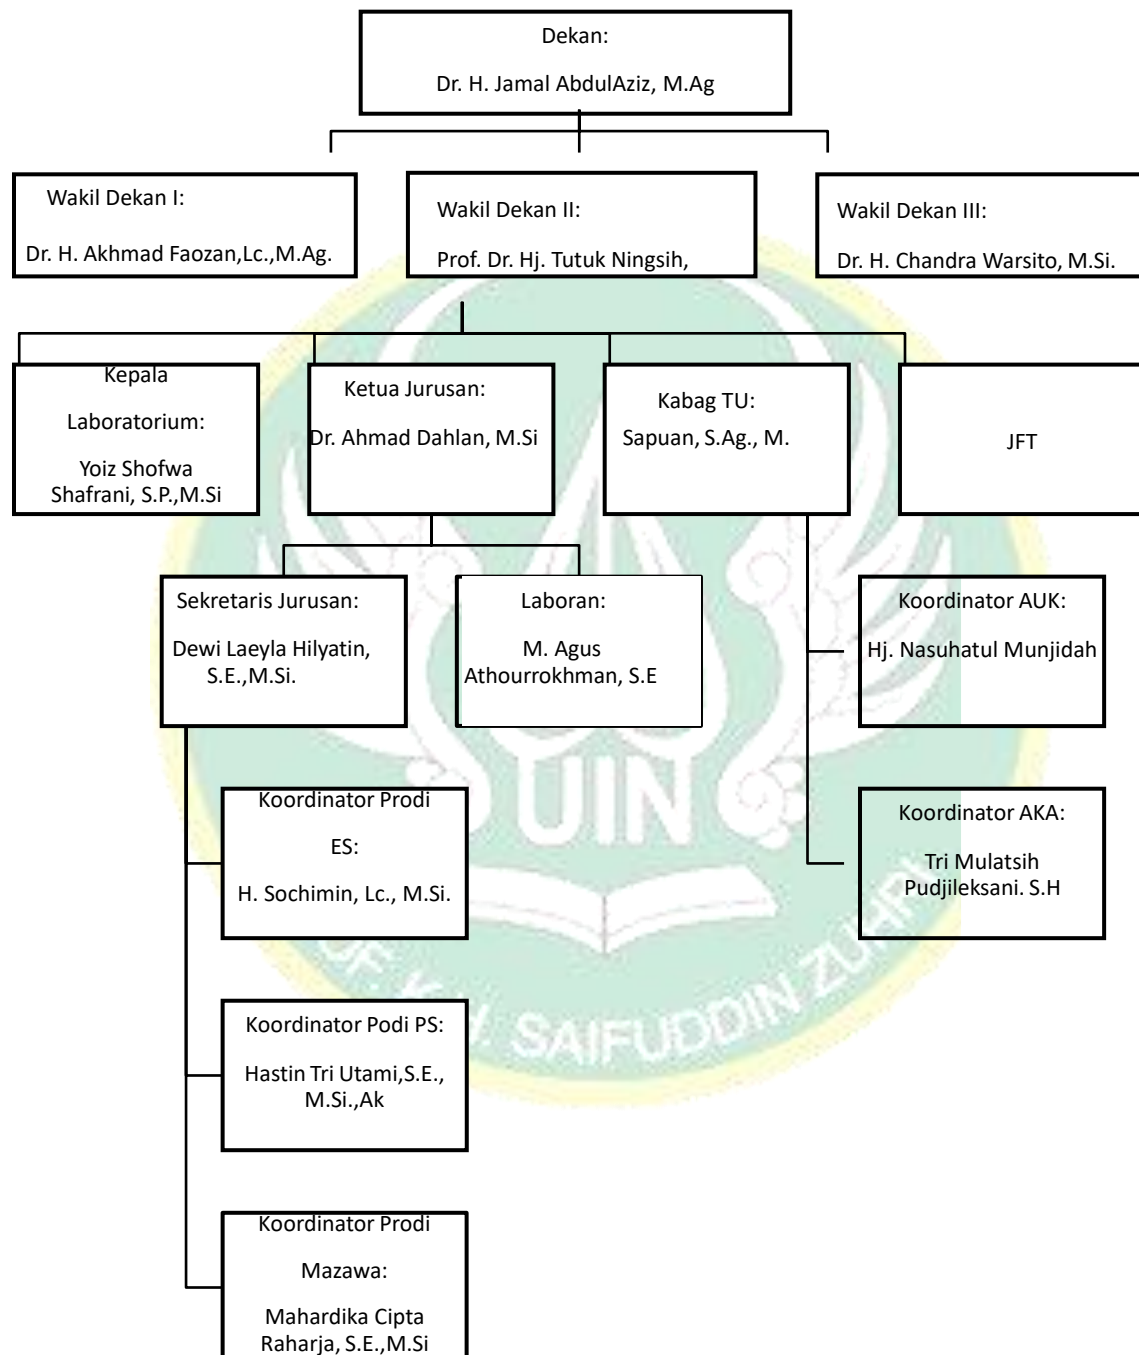 Dekan:
Dr. H. Jamal AbdulAziz, M.Ag
Wakil Dekan I:
Dr. H. Akhmad Faozan,Lc.,M.Ag.
Wakil Dekan II:
Prof. Dr. Hj. Tutuk Ningsih,
Wakil Dekan III:
Dr. H. Chandra Warsito, M.Si.
Kepala
Laboratorium:
Yoiz Shofwa
Shafrani, S.P.,M.Si
Ketua Jurusan:
Dr. Ahmad Dahlan, M.Si
Kabag TU:
Sapuan, S.Ag., M.
JFT
Sekretaris Jurusan:
Dewi Laeyla Hilyatin,
S.E.,M.Si.
Laboran:
M. Agus
Athourrokhman, S.E
Koordinator AUK:
Hj. Nasuhatul Munjidah
Koordinator Prodi
ES:
H. Sochimin, Lc., M.Si.
Koordinator AKA:
Tri Mulatsih
Pudjileksani. S.H
Koordinator Podi PS:
Hastin Tri Utami,S.E.,
M.Si.,Ak
Koordinator Prodi
Mazawa:
Mahardika Cipta
Raharja, S.E.,M.Si
UIN
OF. K.H. SAIFUDDIN ZUHRI